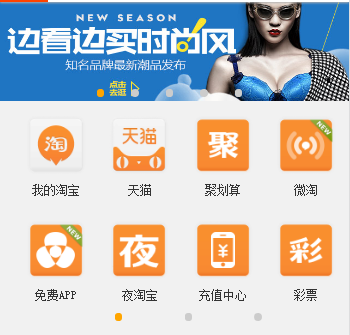 NEW SEASON
边看边买时尚风
知名品牌最新潮品发布
点击
去逛
淘
天猫
聚
NEW
我的淘宝
天猫
聚划算
微淘
NEW
夜
彩
免费APP
夜淘宝
充值中心
彩票